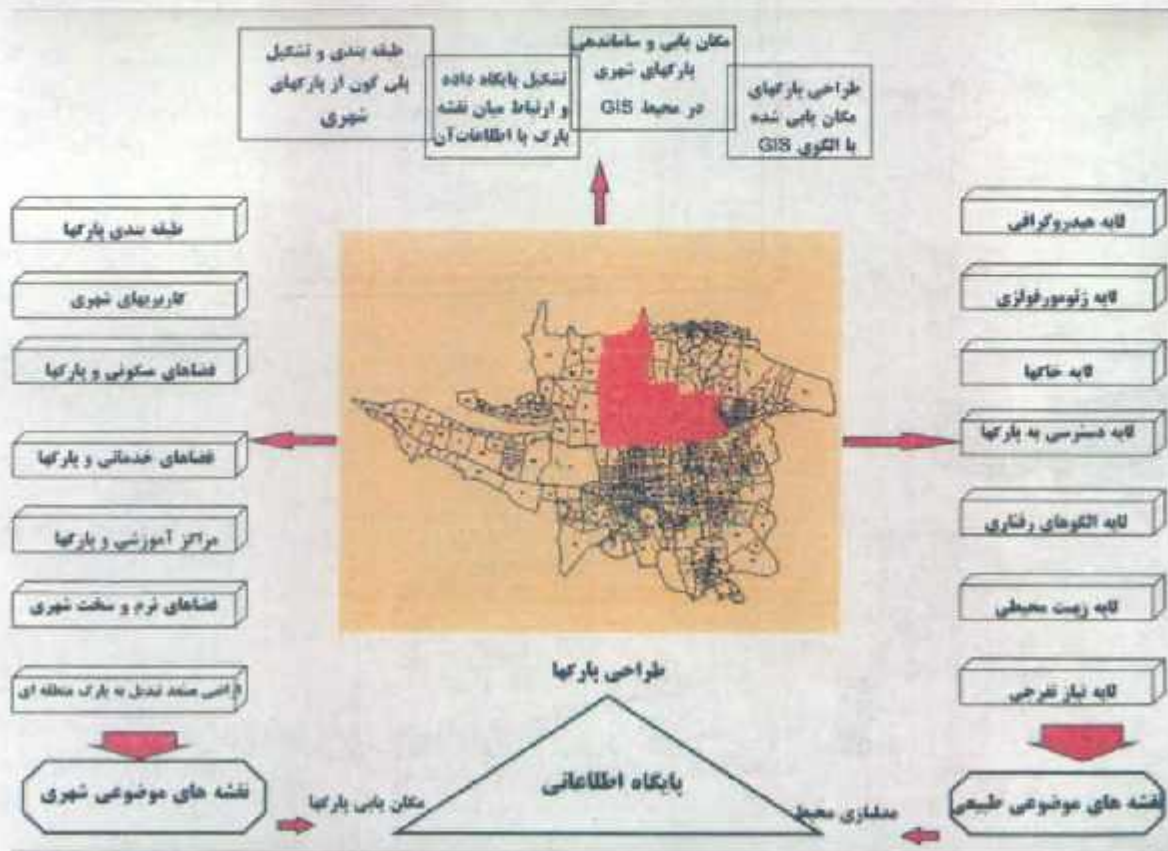 طبقه بندی و تشکیل
پلی گون از پارکهای
شهری
تشکیل پایگاه داده
و ارتباط میان نقشه
پارک با اطلاعات آن
مکان یابی و ساماندهی
پارکهای شهری
در محیط GIS
طراحی پارکهای
مکان یابی شده
با الگوی GIS
طبقه بندی پارکها
کاربریهای شهری
فضاهای مسکونی و پارکها
فضاهای خدماتی و پارکها
مراکز آموزشی و پارکها
فضاهای نرم و سخت شهری
اراضی مستعد تبدیل به پارک منطقه ای
نقشه های موضوعی شهری
لایه هیدروگرافی
لایه ژئومورفولژی
لایه خاکها
لایه دسترسی به پارکها
لایه الگوهای رفتاری
لایه زیست محیطی
لایه نیاز تفرجی
نقشه های موضوعی طبیعی
طراحی پارکها
پایگاه اطلاعاتی
مکان یابی پارکها
مدلسازی محیط